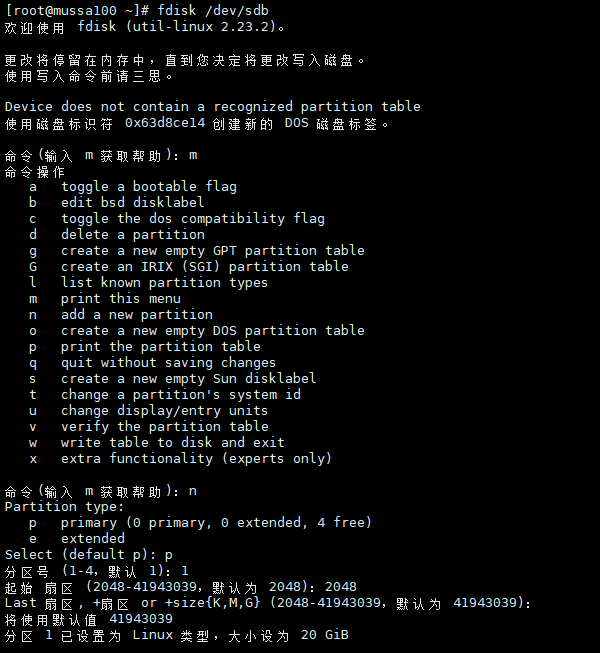 [root@mussa100 ~]# fdisk /dev/sdb
欢迎使用 fdisk (util-linux 2.23.2)。
更改将停留在内存中，直到您决定将更改写入磁盘。
使用写入命令前请三思。
Device does not contain a recognized partition table
使用磁盘标识符 0x63d8ce14 创建新的 DOS 磁盘标签。
命令(输入 m 获取帮助)：m
命令操作
a   toggle a bootable flag
b   edit bsd disklabel
c   toggle the dos compatibility flag
d   delete a partition
g   create a new empty GPT partition table
G   create an IRIX (SGI) partition table
l   list known partition types
m   print this menu
n   add a new partition
o   create a new empty DOS partition table
p   print the partition table
q   quit without saving changes
s   create a new empty Sun disklabel
t   change a partition's system id
u   change display/entry units
v   verify the partition table
w   write table to disk and exit
x   extra functionality (experts only)
命令(输入 m 获取帮助)：n
Partition type:
p   primary (0 primary, 0 extended, 4 free)
e   extended
Select (default p): p
分区号 (1-4，默认 1)：1
起始 扇区 (2048-41943039，默认为 2048)：2048
Last 扇区, +扇区 or +size{K,M,G} (2048-41943039，默认为 41943039)：
将使用默认值 41943039
分区 1 已设置为 Linux 类型，大小设为 20 GiB